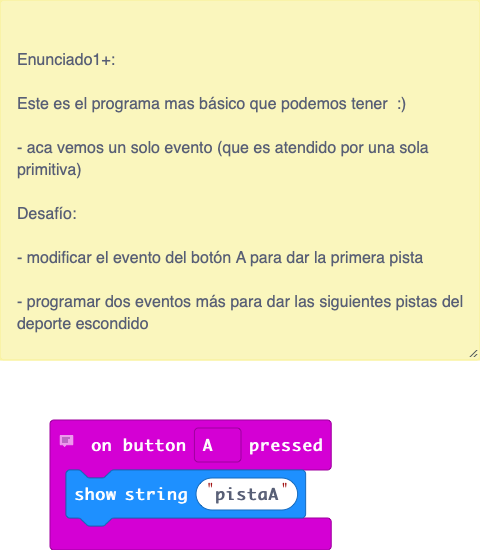 Enunciado1+:
Este es el programa mas básico que podemos tener :)
- aca vemos un solo evento (que es atendido por una sola
primitiva)
Desafío:
- modificar el evento del botón A para dar la primera pista
- programar dos eventos más para dar las siguientes pistas del
deporte escondido
on button A pressed
show string "pistaA"